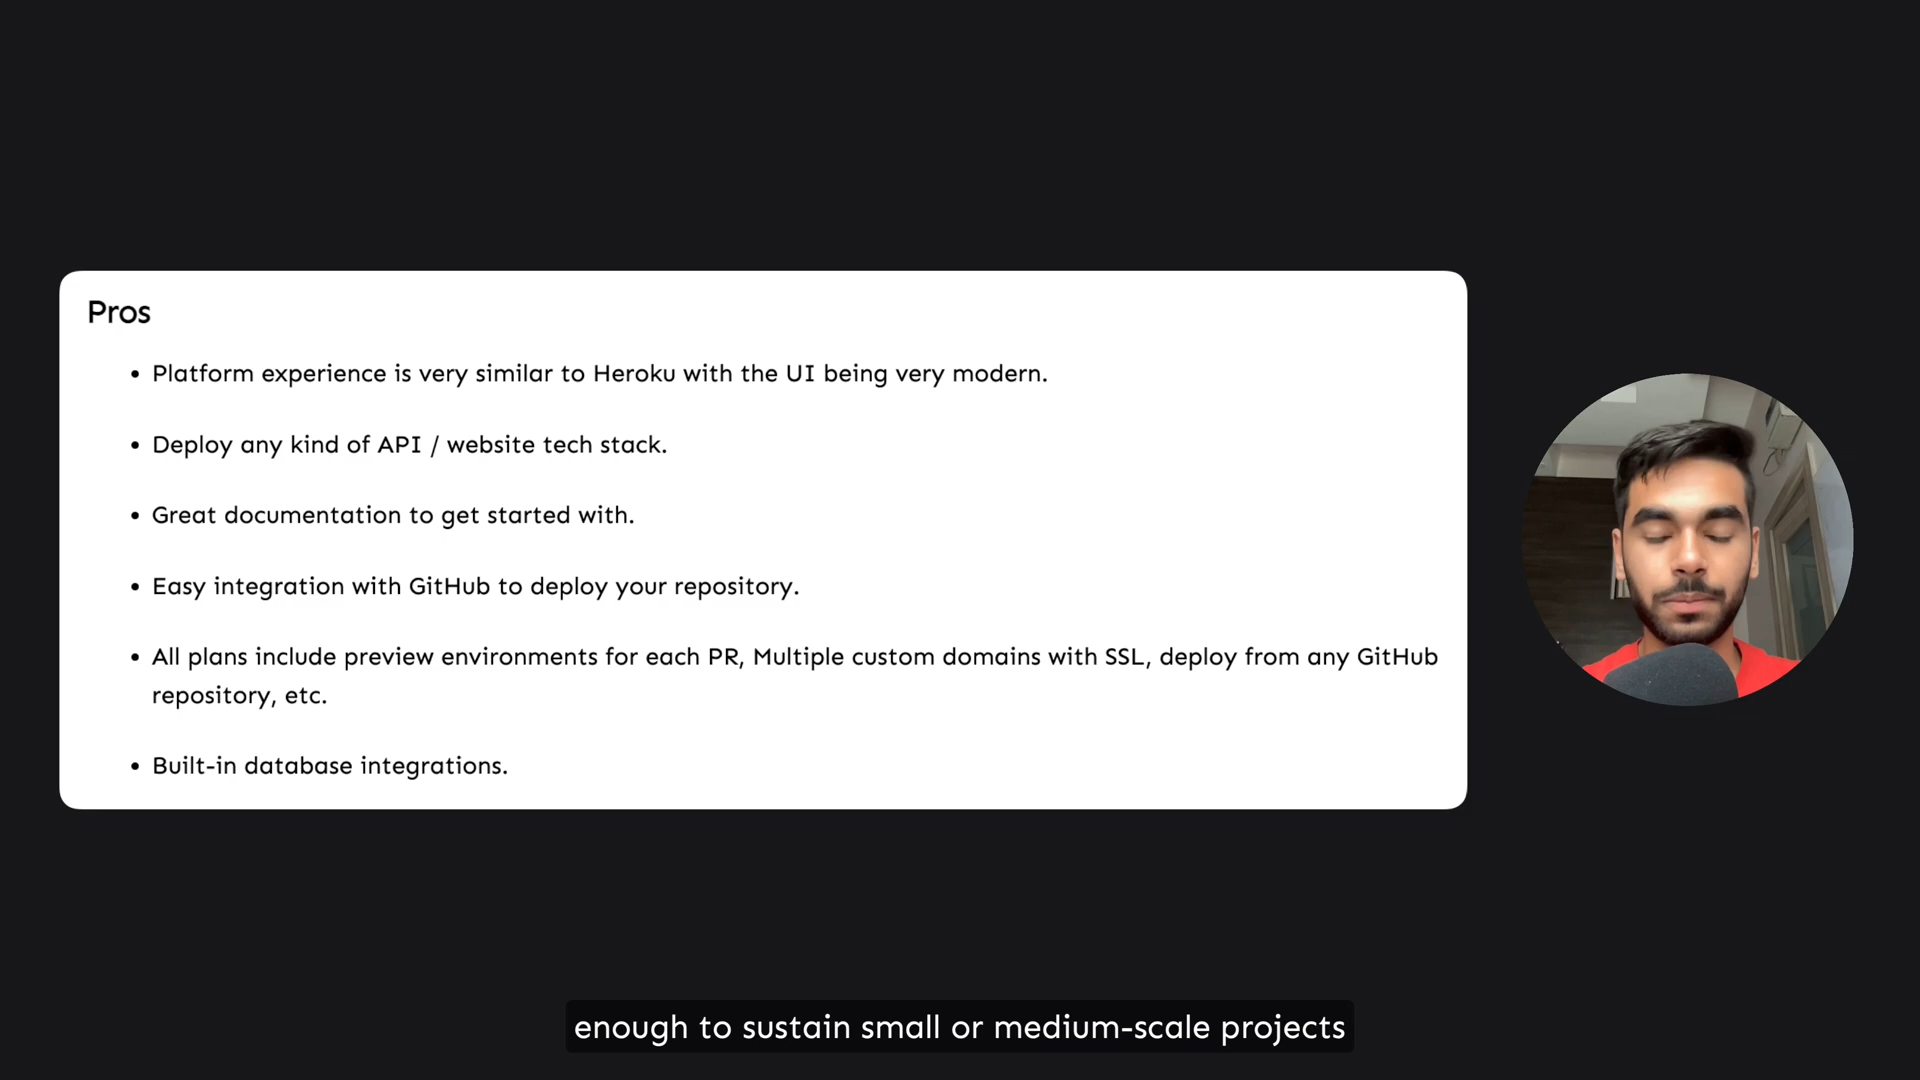 Pros
• Platform experience is very similar to Heroku with the UI being very modern.
• Deploy any kind of API / website tech stack.
• Great documentation to get started with.
• Easy integration with GitHub to deploy your repository.
• All plans include preview environments for each PR, Multiple custom domains with SSL, deploy from any GitHub
repository, etc.
• Built-in database integrations.
enough to sustain small or medium-scale projects